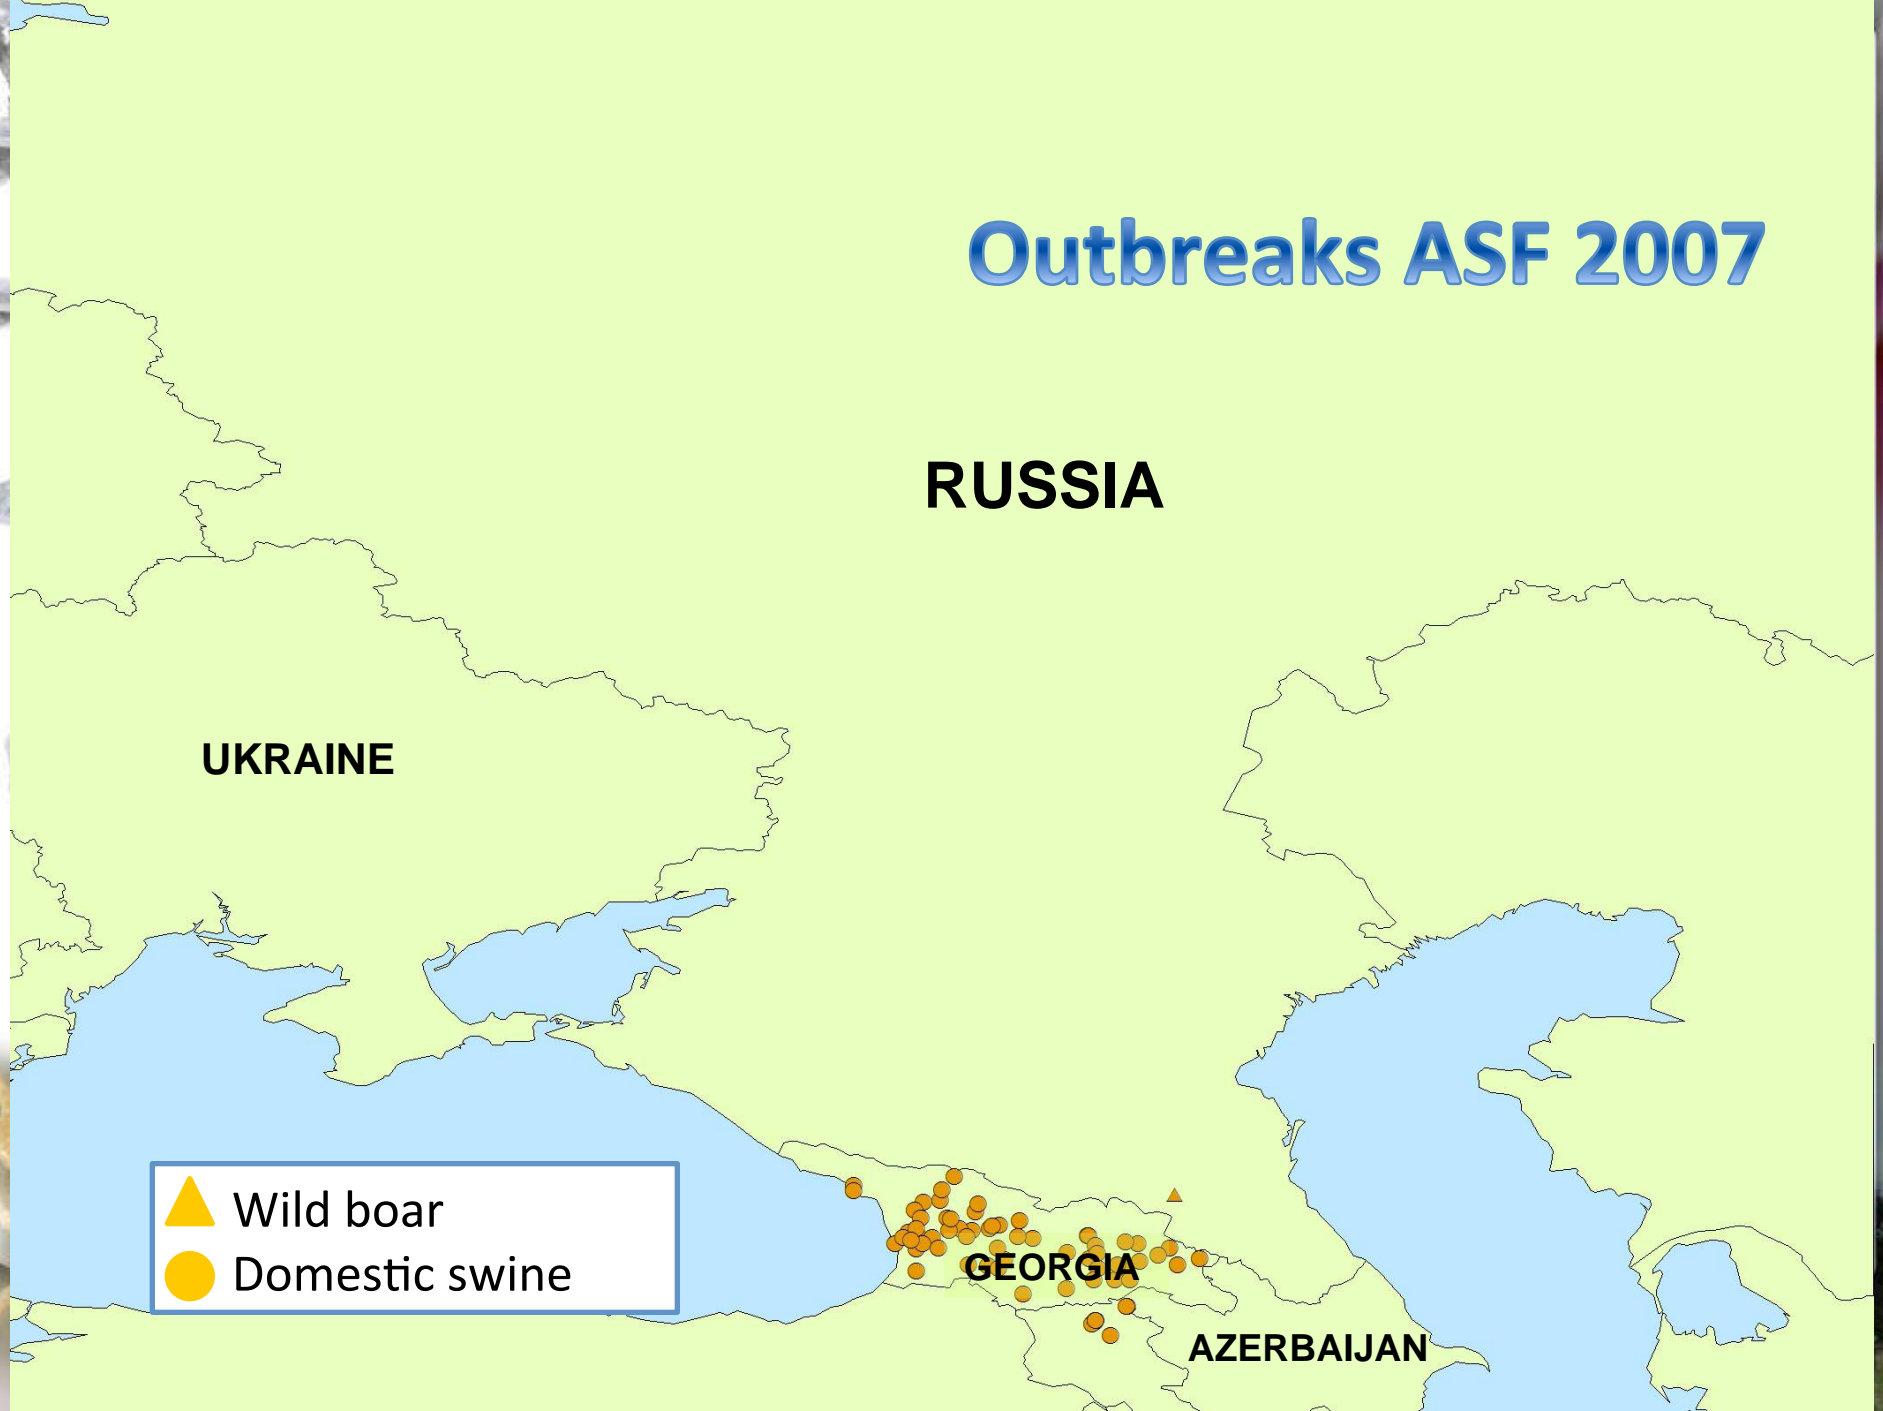 Outbreaks ASF 2007
RUSSIA
UKRAINE
Wild boar
Domestic swine
GEORGIA
AZERBAIJAN